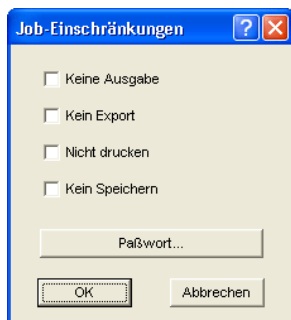 Job-Einschränkungen
Keine Ausgabe
Kein Export
Nicht drucken
Kein Speichern
Paßwort...
OK Abbrechen